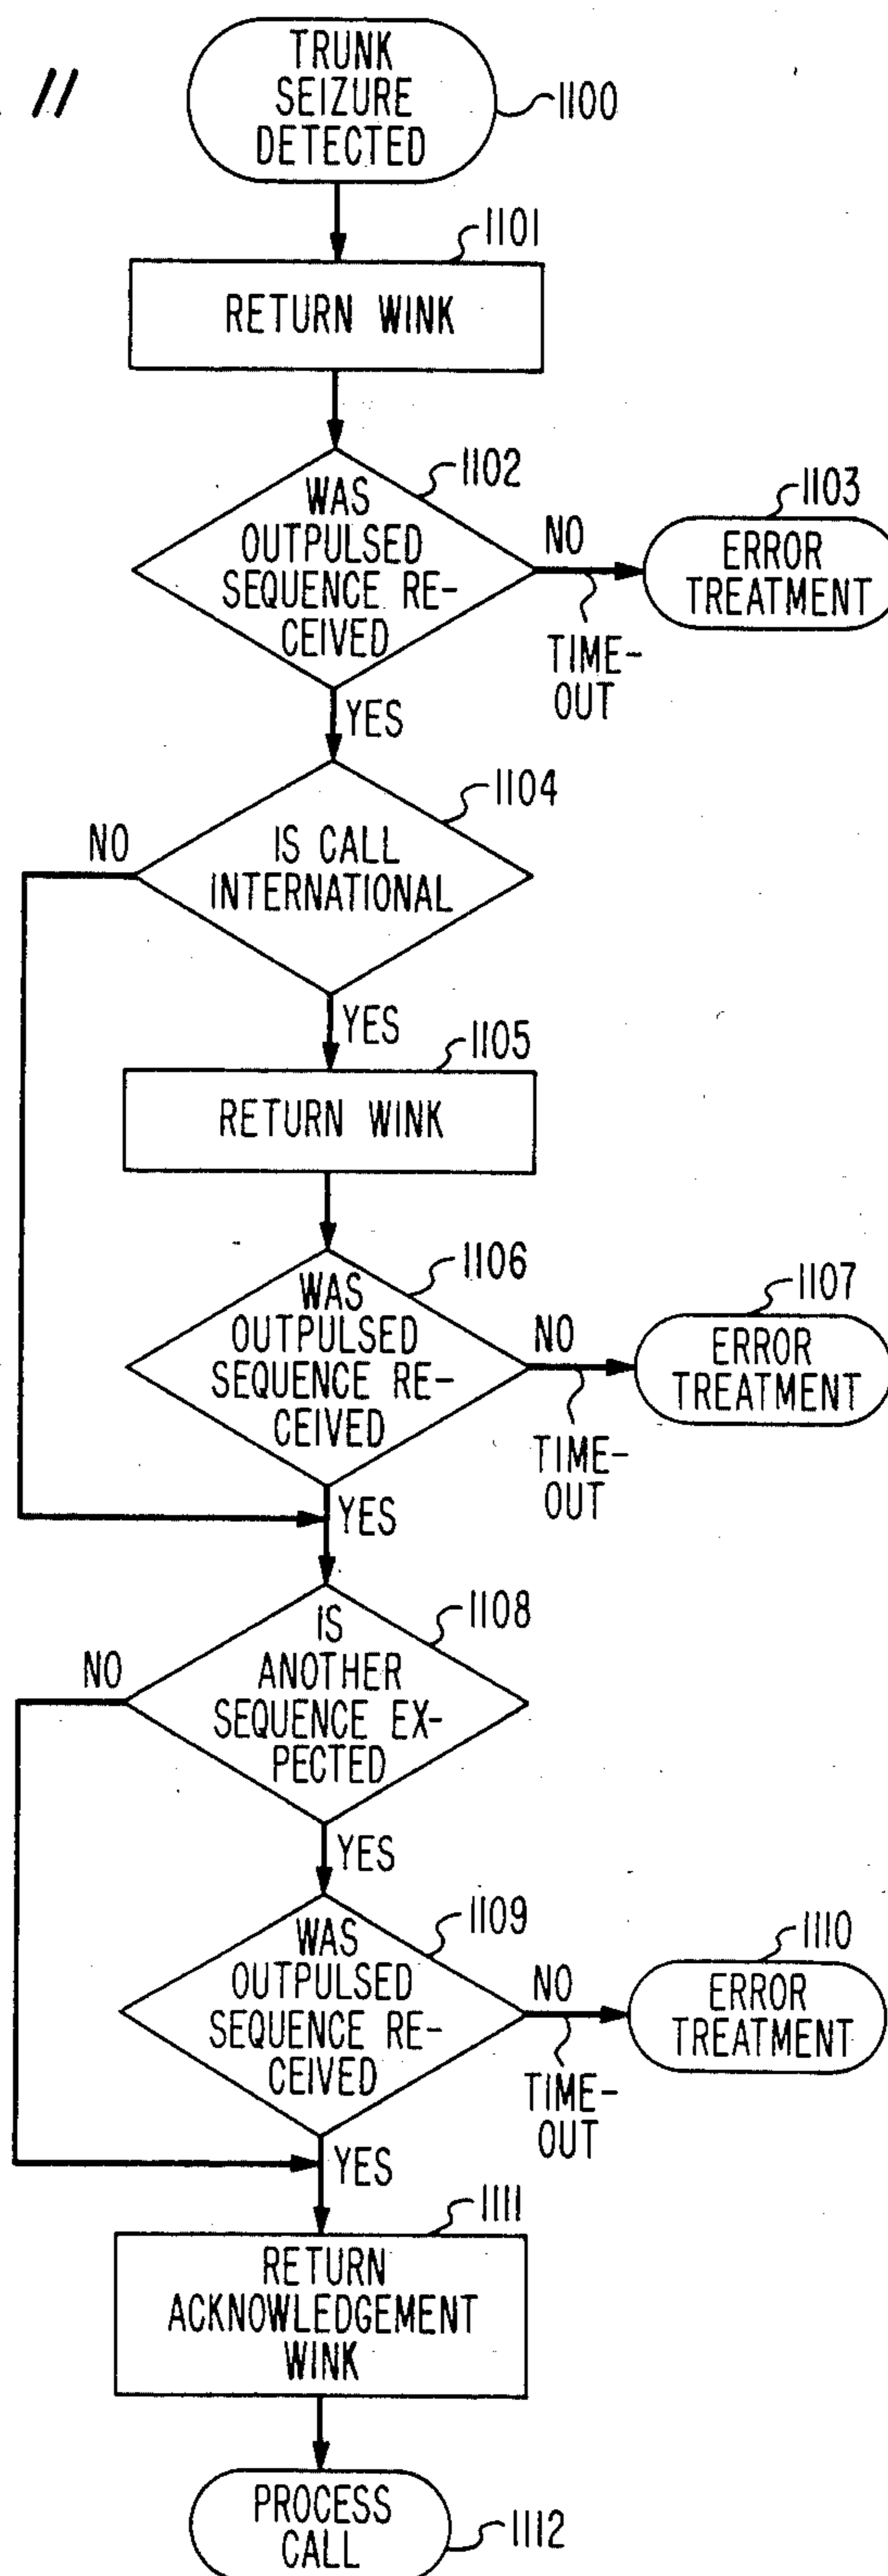 11
TRUNK
SEIZURE
DETECTED
1100
1101
RETURN WINK
1102
WAS
OUTPULSED
SEQUENCE RE-
CEIVED
NO
TIME-
OUT
1103
ERROR
TREATMENT
YES
1104
IS CALL
INTERNATIONAL
NO
YES
1105
RETURN WINK
1106
WAS
OUTPULSED
SEQUENCE RE-
CEIVED
NO
TIME-
OUT
1107
ERROR
TREATMENT
YES
1108
IS
ANOTHER
SEQUENCE EX-
PECTED
NO
YES
1109
WAS
OUTPULSED
SEQUENCE RE-
CEIVED
NO
TIME-
OUT
1110
ERROR
TREATMENT
YES
1111
RETURN
ACKNOWLEDGEMENT
WINK
PROCESS
CALL
1112